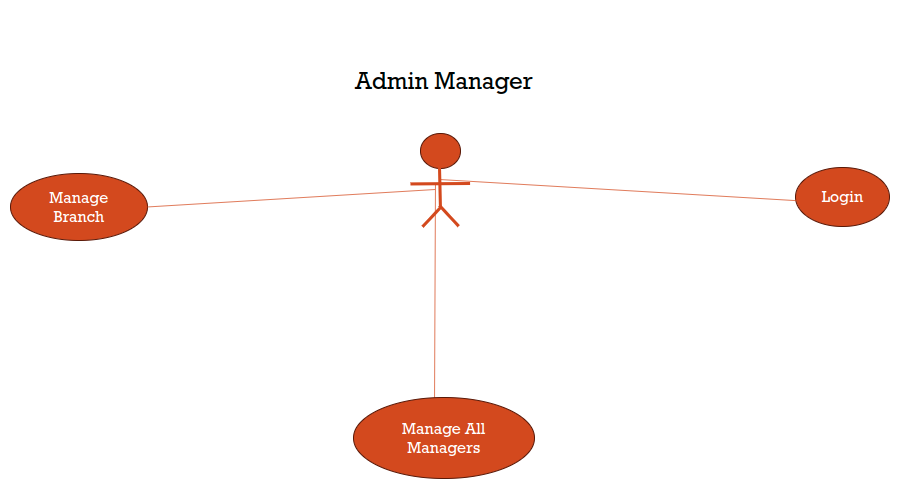 Admin Manager
Manage
Branch
Login
Manage All
Managers